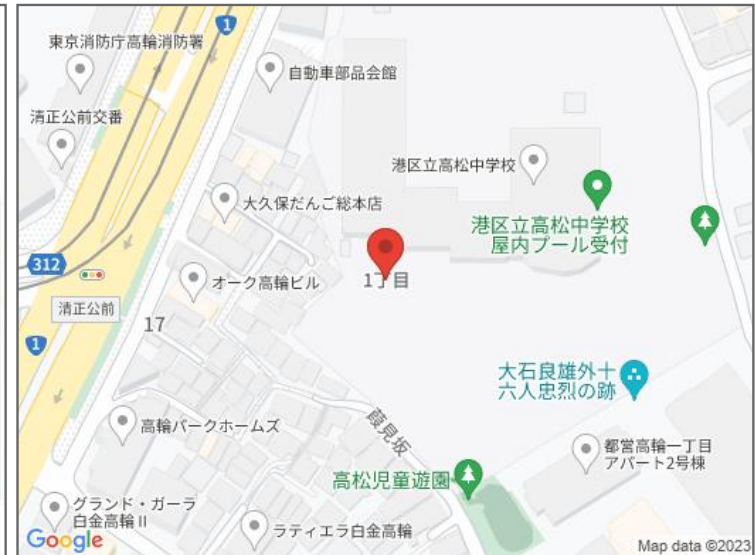 東京消防庁高輪消防署
1
自動車部品会館
清正公前交番
港区立高松中学校
大久保だんご総本店
港区立高松中学校
屋内プール受付
312
オーク高輪ビル
1丁目
清正公前
17
1
大石良雄外十
六人忠烈の跡
高輪パークホームズ
葭見坂
都営高輪一丁目
アパート2号棟
高松児童遊園
グランド・ガーラ
白金高輪Ⅱ
ラティエラ白金高輪
Google
Map data ©2023